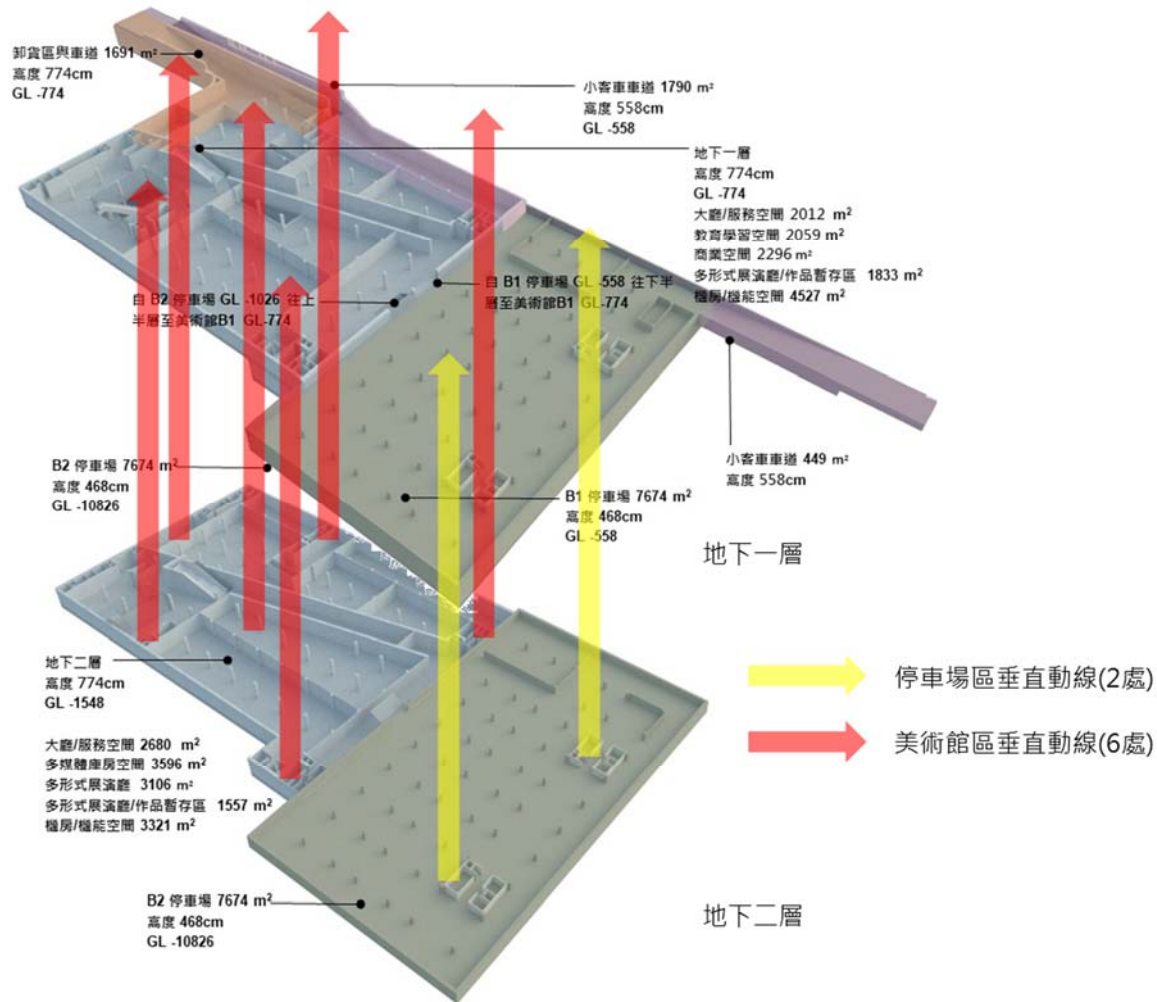 卸貨區與車道 1691 m²
高度 774cm
GL -774
小客車車道 1790 m²
高度 558cm
GL -558
地下一層
高度 774cm
GL -774
大廳/服務空間 2012 m²
教育學習空間 2059 m²
商業空間 2296 m²
多形式展演廳/作品暫存區 1833 m²
機房/機能空間 4527 m²
自 B2 停車場 GL -1026 往上
半層至美術館B1 GL-774
自 B1 停車場 GL -558 往下半
層至美術館B1 GL-774
小客車車道 449 m²
高度 558cm
B2 停車場 7674 m²
高度 468cm
GL -10826
B1 停車場 7674 m²
高度 468cm
GL -558
地下一層
地下二層
高度 774cm
GL -1548
大廳/服務空間 2680 m²
多媒體庫房空間 3596 m²
多形式展演廳 3106 m²
多形式展演廳/作品暫存區 1557 m²
機房/機能空間 3321 m²
停車場區垂直動線(2處)
美術館區垂直動線(6處)
B2 停車場 7674 m²
高度 468cm
GL -10826
地下二層